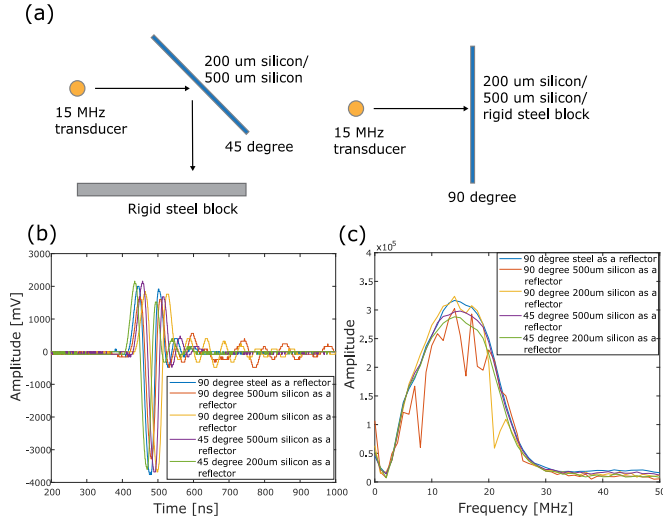 (a)
200 um silicon/
500 um silicon
15 MHz
transducer
45 degree
Rigid steel block
200 um silicon/
500 um silicon/
rigid steel block
15 MHz
transducer
90 degree
(b)
3000
2000
1000
0
-1000
-2000
-3000
-4000
Amplitude [mV]
200 300 400 500 600 700 800 900 1000
Time [ns]
90 degree steel as a reflector
90 degree 500um silicon as a
reflector
90 degree 200um silicon as a
reflector
45 degree 500um silicon as a
reflector
45 degree 200um silicon as a
reflector
(c)
x10⁵
4
3.5
3.
2.5
2.
1.5
1.
0.5
0
Amplitude
0 10 20 30 40 50
Frequency [MHz]
90 degree steel as a reflector
90 degree 500um silicon as a
reflector
90 degree 200um silicon as a
reflector
45 degree 500um silicon as a
reflector
45 degree 200um silicon as a
reflector